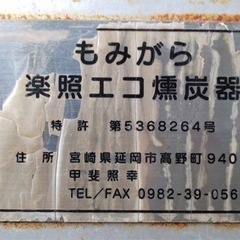 もみがら
楽照エコ燻炭器
特許 第5368264号
住所 宮崎県延岡市高野町940
甲斐照幸
TEL/FAX 0982-39-056